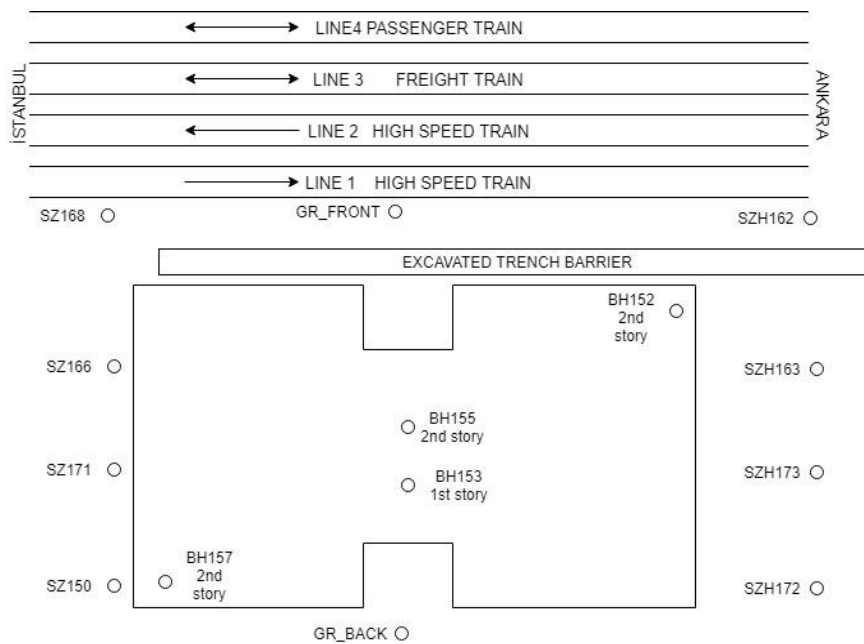 LINE4 PASSENGER TRAIN
LINE 3 FREIGHT TRAIN
İSTANBUL
ANKARA
LINE 2 HIGH SPEED TRAIN
LINE 1 HIGH SPEED TRAIN
SZ168
GR_FRONT
SZH162
EXCAVATED TRENCH BARRIER
BH152
2nd
story
SZ166
SZH163
BH155
2nd story
SZ171
BH153
1st story
SZH173
BH157
2nd
story
SZ150
SZH172
GR_BACK